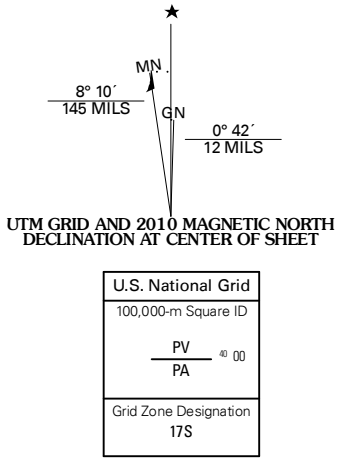 ★
MN
8° 10´
145 MILS
GN
0° 42´
12 MILS
UTM GRID AND 2010 MAGNETIC NORTH
DECLINATION AT CENTER OF SHEET
U.S. National Grid
100,000-m Square ID
PV
40 00
PA
Grid Zone Designation
17S